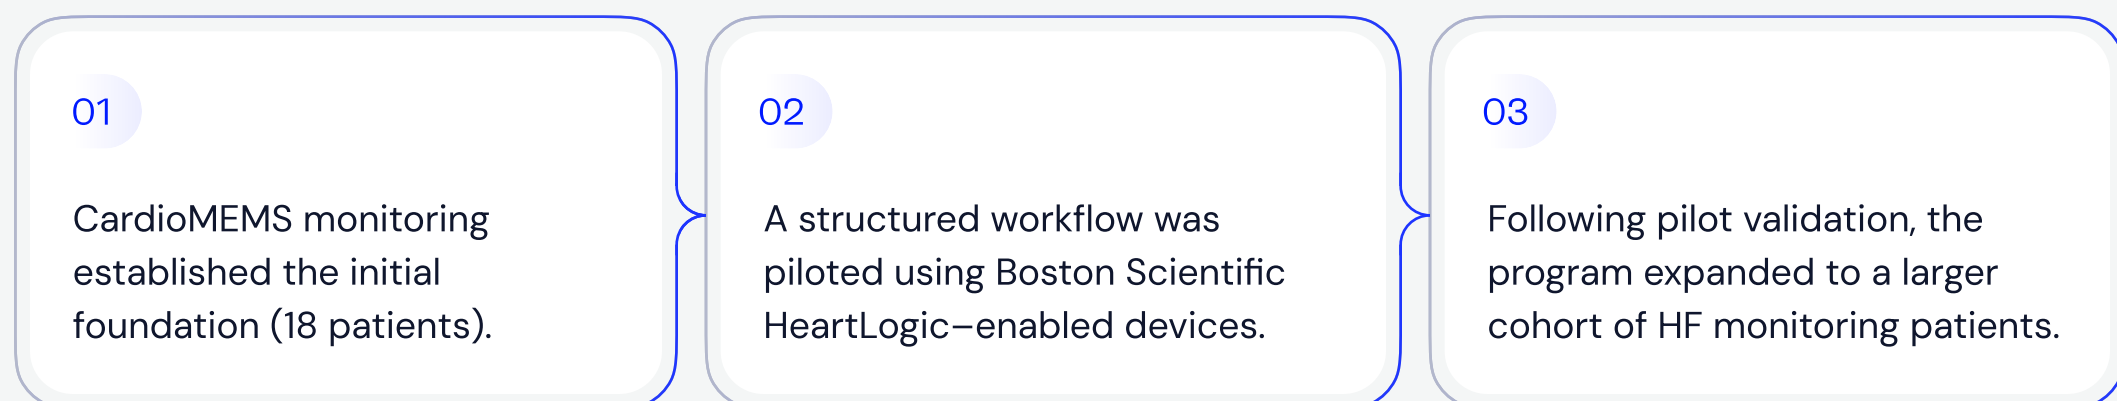 01
CardioMEMS monitoring
established the initial
foundation (18 patients).
02
A structured workflow was
piloted using Boston Scientific
HeartLogic–enabled devices.
03
Following pilot validation, the
program expanded to a larger
cohort of HF monitoring patients.